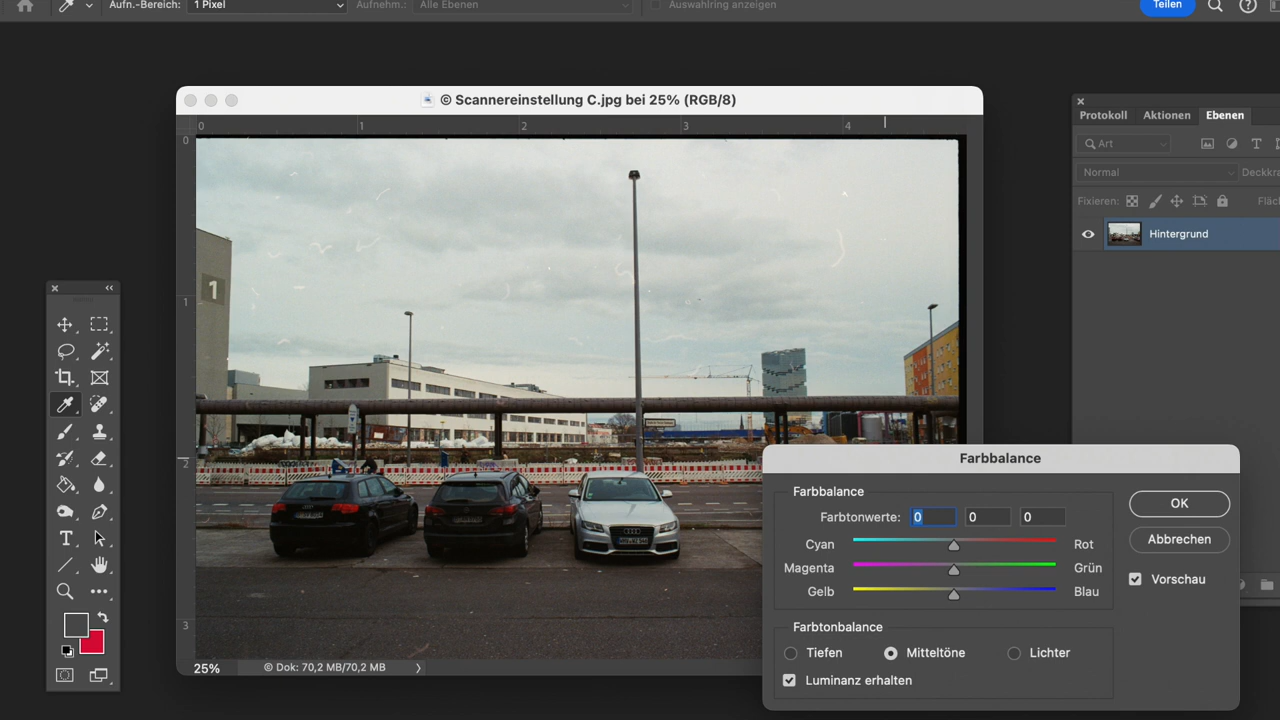 Aufn.-Bereich: 1 Pixel Aufnehm.: Alle Ebenen Auswahlring anzeigen Teilen
© Scannereinstellung C.jpg bei 25% (RGB/8)
0 1 2 3 4
0
1
2
3
1
25% © Dok: 70,2 MB/70,2 MB
Protokoll Aktionen Ebenen
Art
Normal Deckkra
Fixieren: Fläc
Hintergrund
Farbbalance
Farbbalance
Farbtonwerte: 0 0 0
Cyan Rot
Magenta Grün
Gelb Blau
Farbtonbalance
Tiefen Mitteltöne Lichter
Luminanz erhalten
OK
Abbrechen
Vorschau